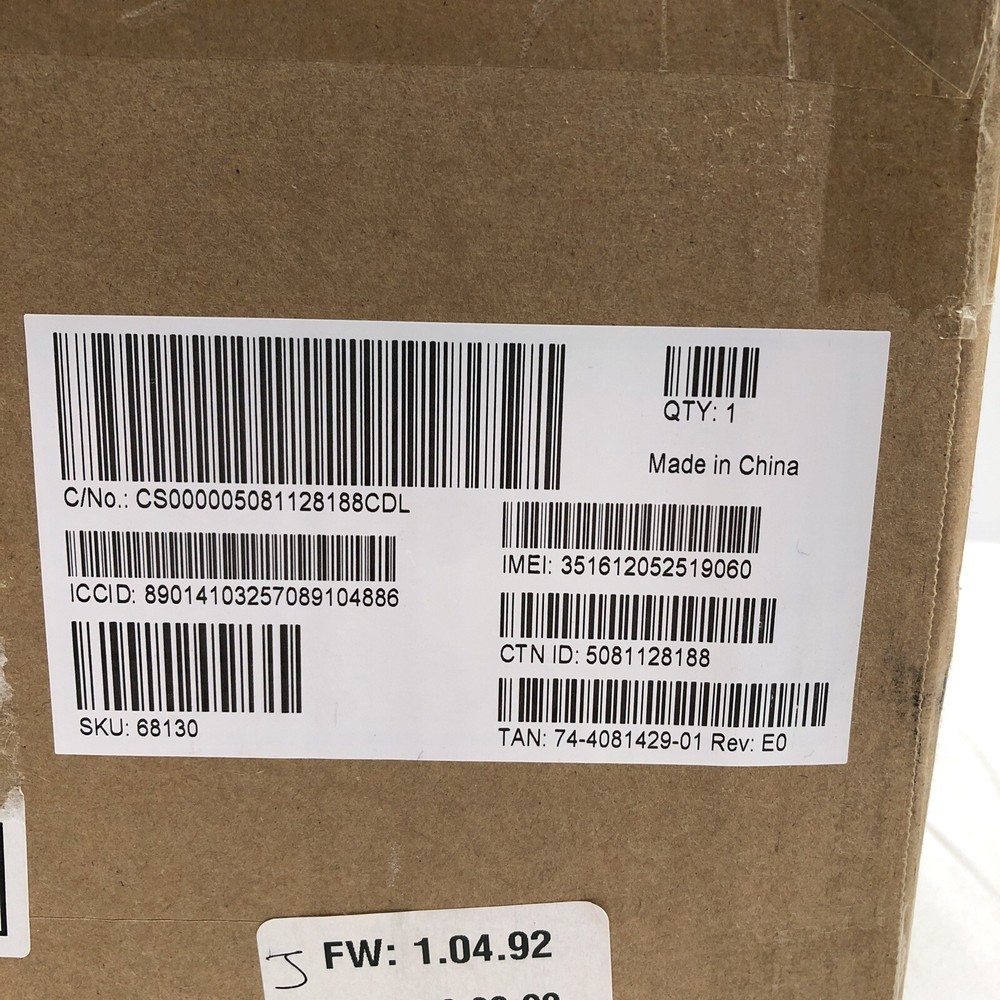 QTY: 1
Made in China
C/No.: CS000005081128188CDL
IMEI: 351612052519060
ICCID: 89014103257089104886
CTN ID: 5081128188
SKU: 68130
TAN: 74-4081429-01 Rev: E0
J
FW: 1.04.92